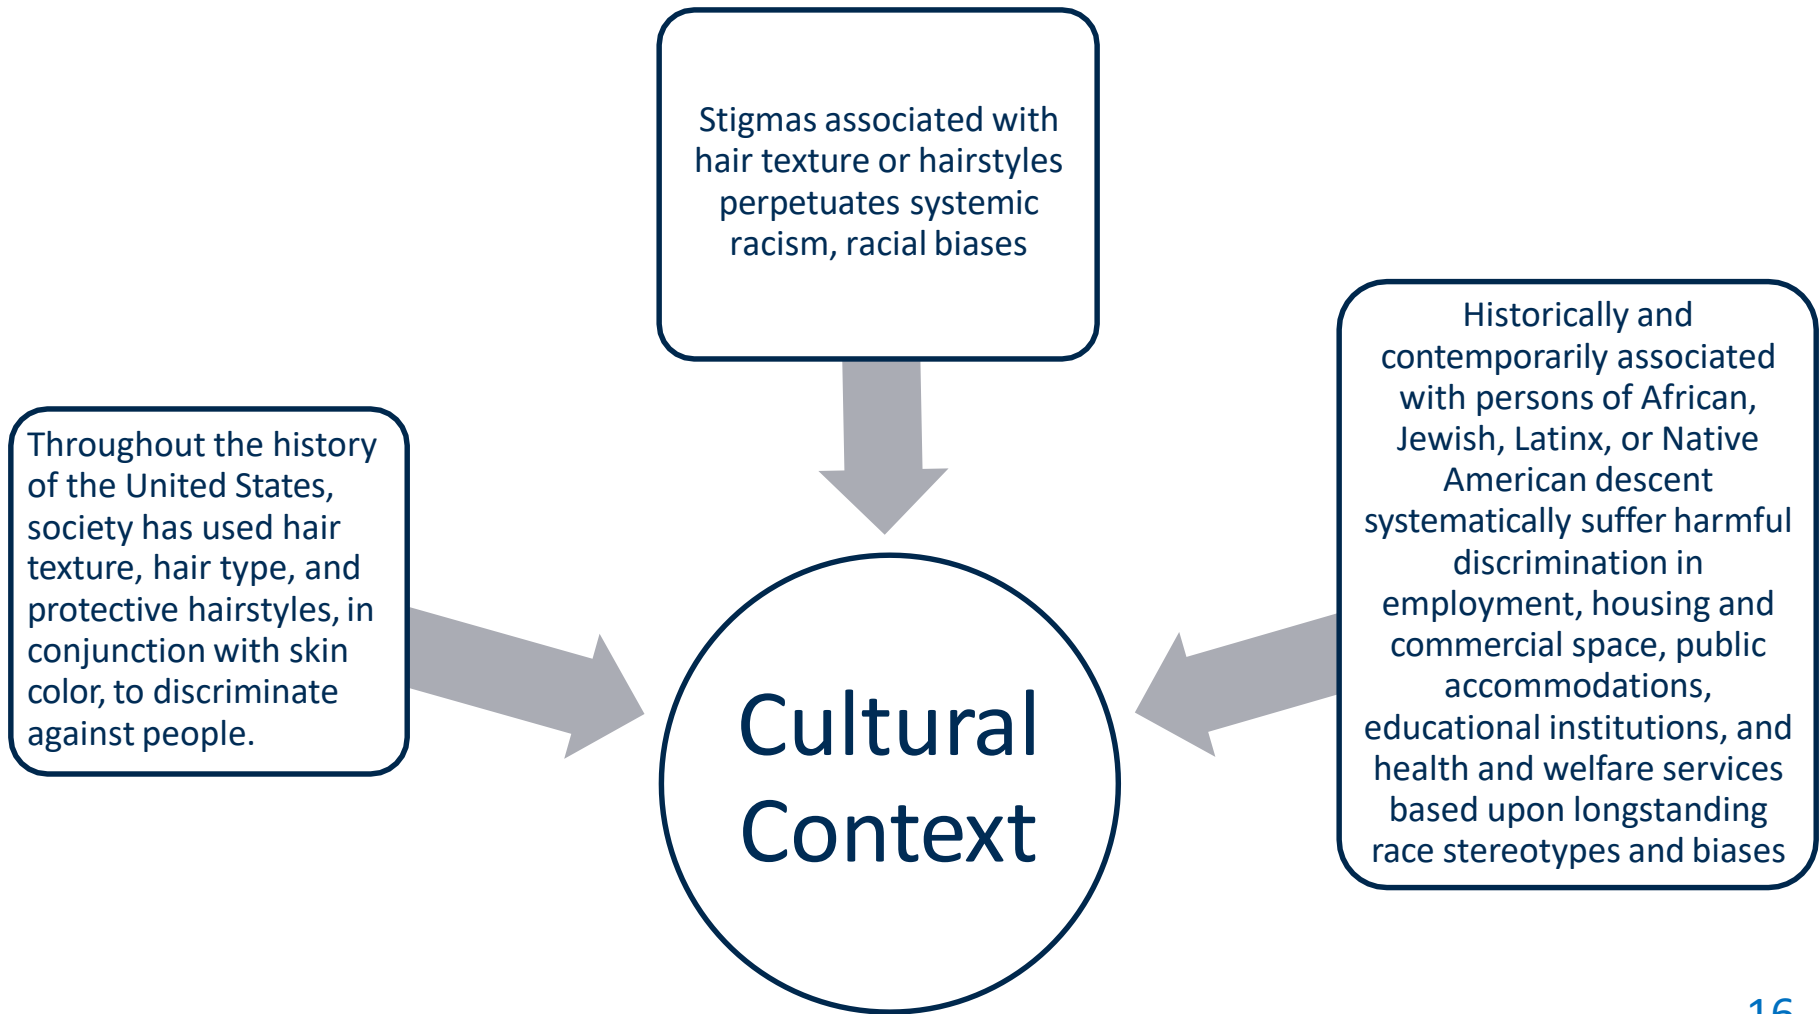 Stigmas associated with
hair texture or hairstyles
perpetuates systemic
racism, racial biases
Throughout the history
of the United States,
society has used hair
texture, hair type, and
protective hairstyles, in
conjunction with skin
color, to discriminate
against people.
Historically and
contemporarily associated
with persons of African,
Jewish, Latinx, or Native
American descent
systematically suffer harmful
discrimination in
employment, housing and
commercial space, public
accommodations,
educational institutions, and
health and welfare services
based upon longstanding
race stereotypes and biases
Cultural
Context
16